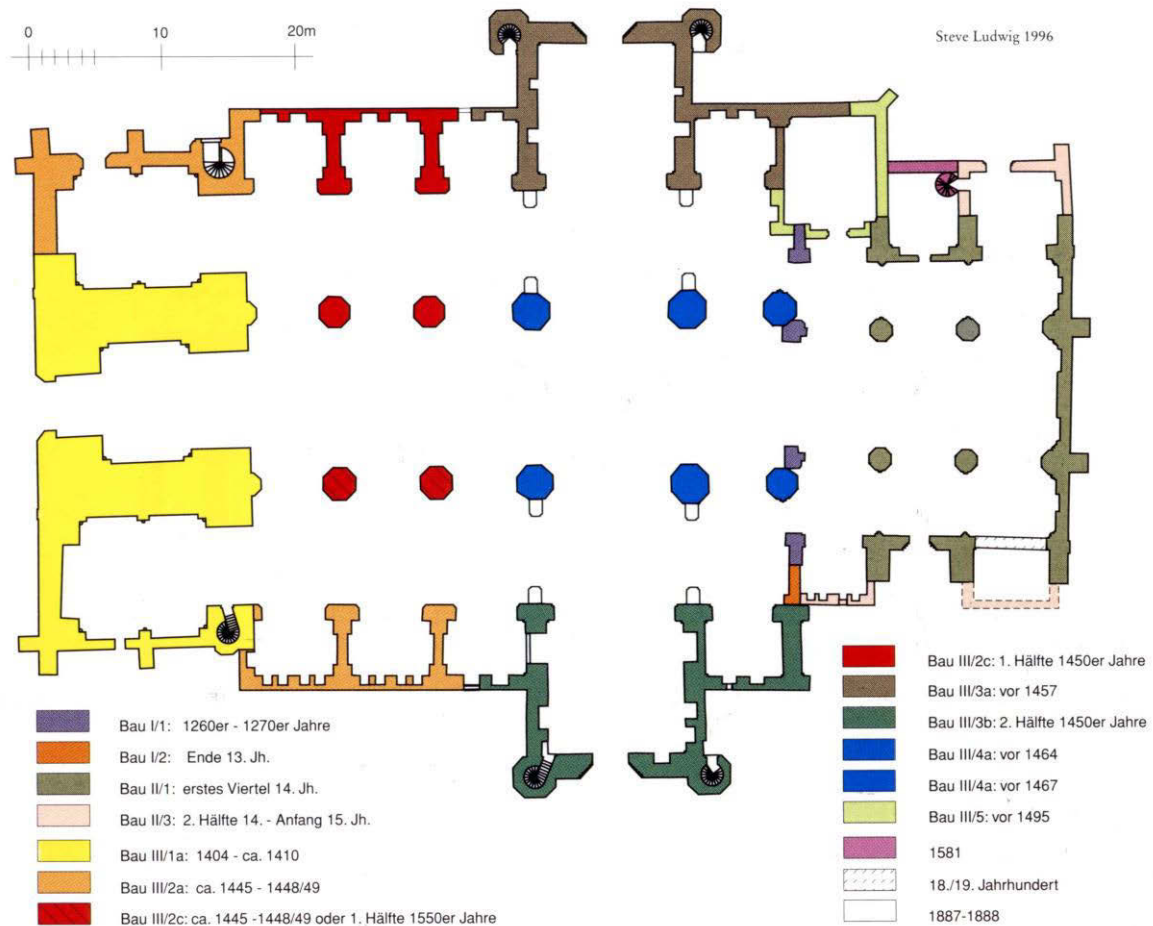 0 10 20m
Steve Ludwig 1996
Bau I/1: 1260er - 1270er Jahre
Bau I/2: Ende 13. Jh.
Bau II/1: erstes Viertel 14. Jh.
Bau II/3: 2. Hälfte 14. - Anfang 15. Jh.
Bau III/1a: 1404 - ca. 1410
Bau III/2a: ca. 1445 - 1448/49
Bau III/2c: ca. 1445 -1448/49 oder 1. Hälfte 1550er Jahre
Bau III/2c: 1. Hälfte 1450er Jahre
Bau III/3a: vor 1457
Bau III/3b: 2. Hälfte 1450er Jahre
Bau III/4a: vor 1464
Bau III/4a: vor 1467
Bau III/5: vor 1495
1581
18./19. Jahrhundert
1887-1888